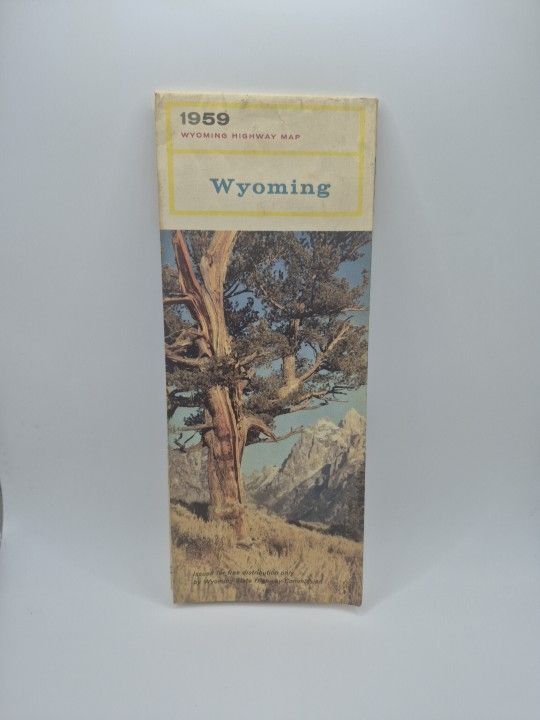 1959
WYOMING HIGHWAY MAP
Wyoming
Issued for free distribution only
by Wyoming State Highway Commission